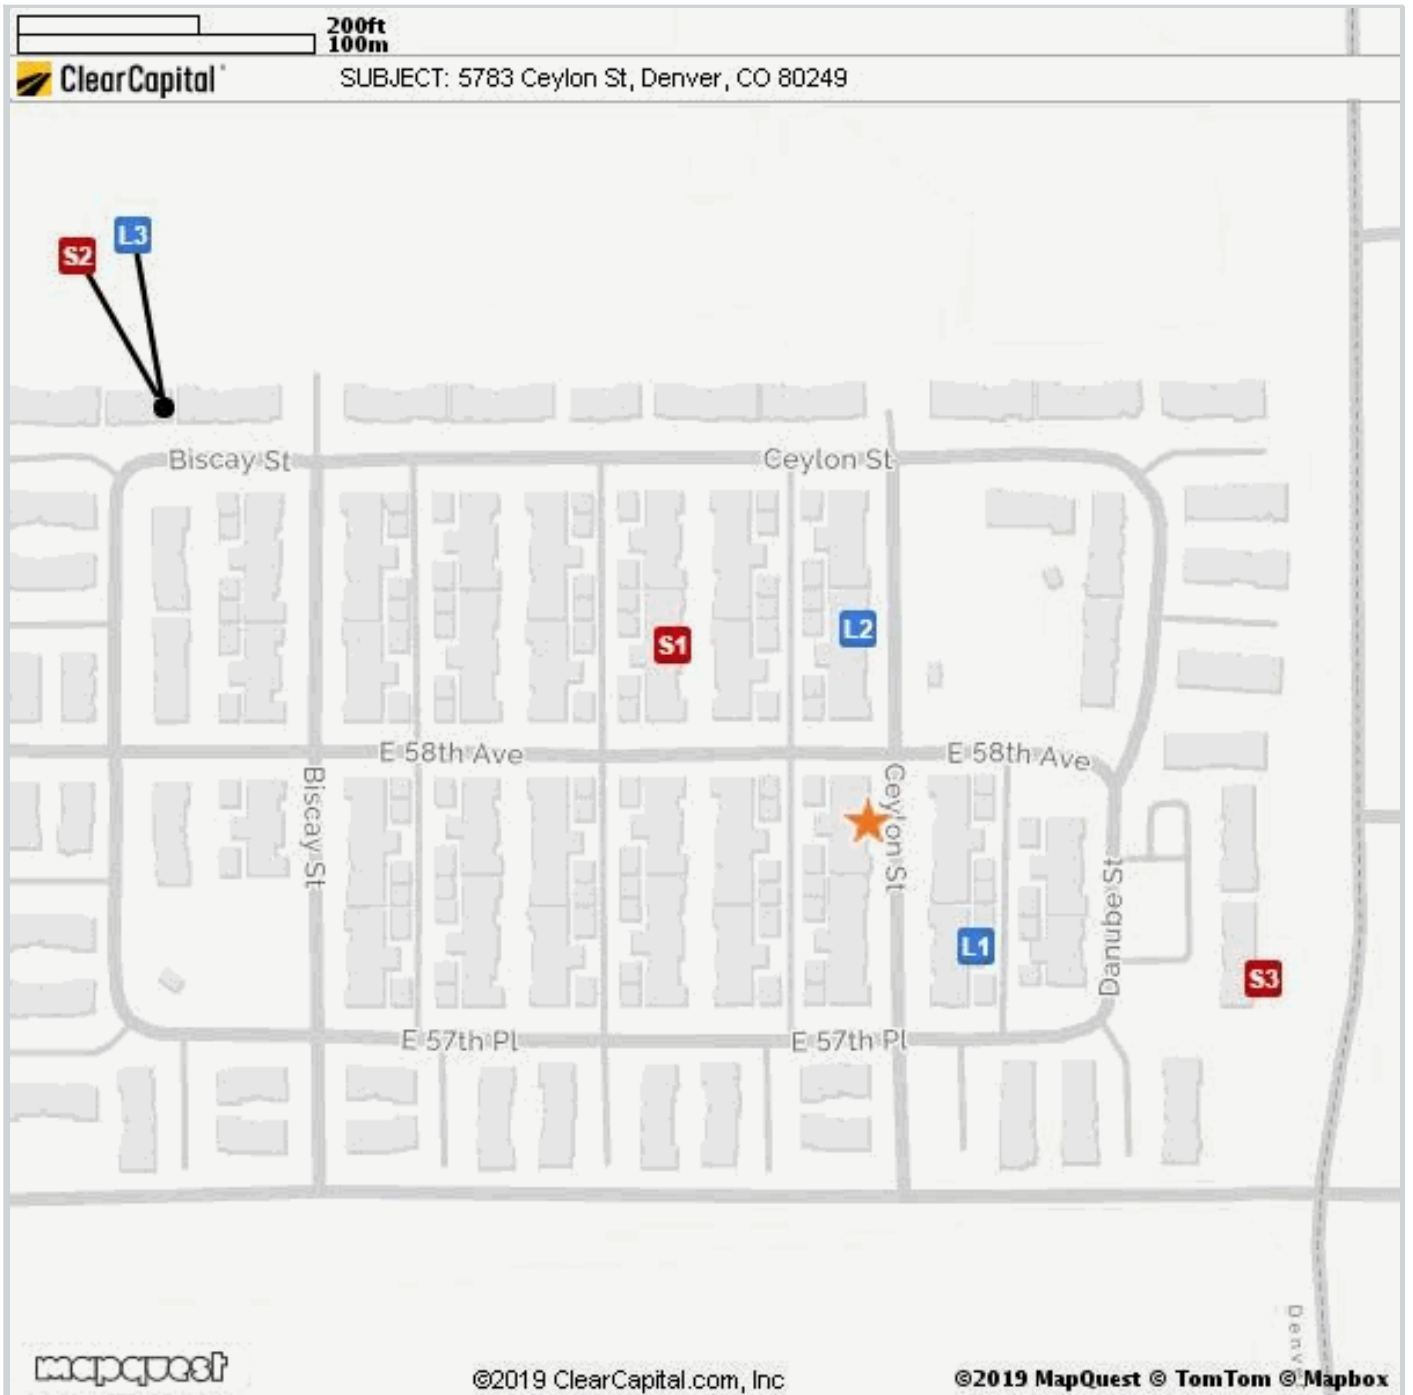 200ft
100m
ClearCapital
SUBJECT: 5783 Ceylon St, Denver, CO 80249
L3
S2
Biscay St
Ceylon St
L2
S1
E 58th Ave
E 58th Ave
Biscay St
Ceylon St
Danube St
L1
S3
E 57th Pl
E 57th Pl
Denv
mapquest
©2019 ClearCapital.com, Inc
©2019 MapQuest © TomTom © Mapbox